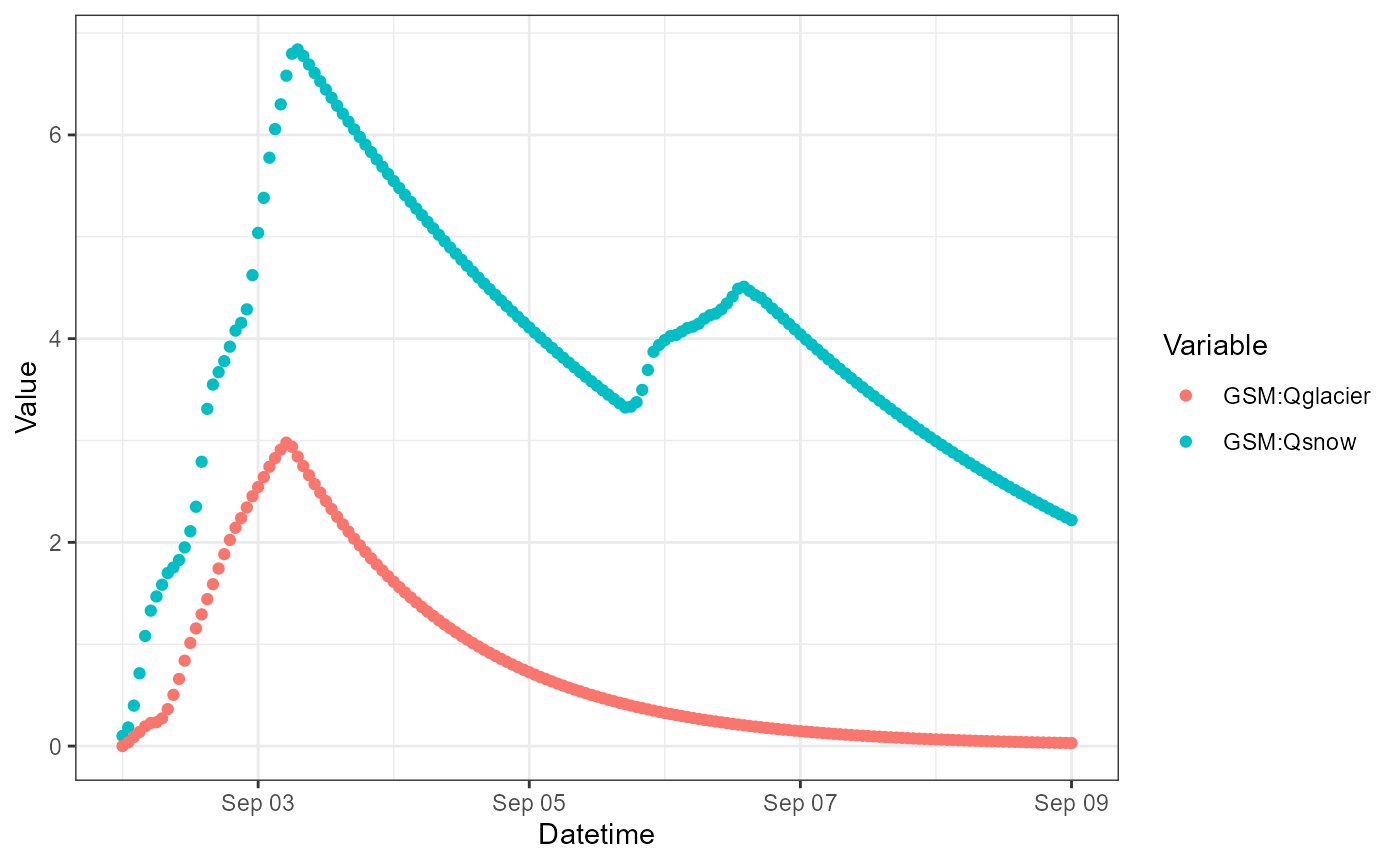 Value
6
4
2
0
Sep 03
Sep 05
Sep 07
Sep 09
Datetime
Variable
GSM:Qglacier
GSM:Qsnow